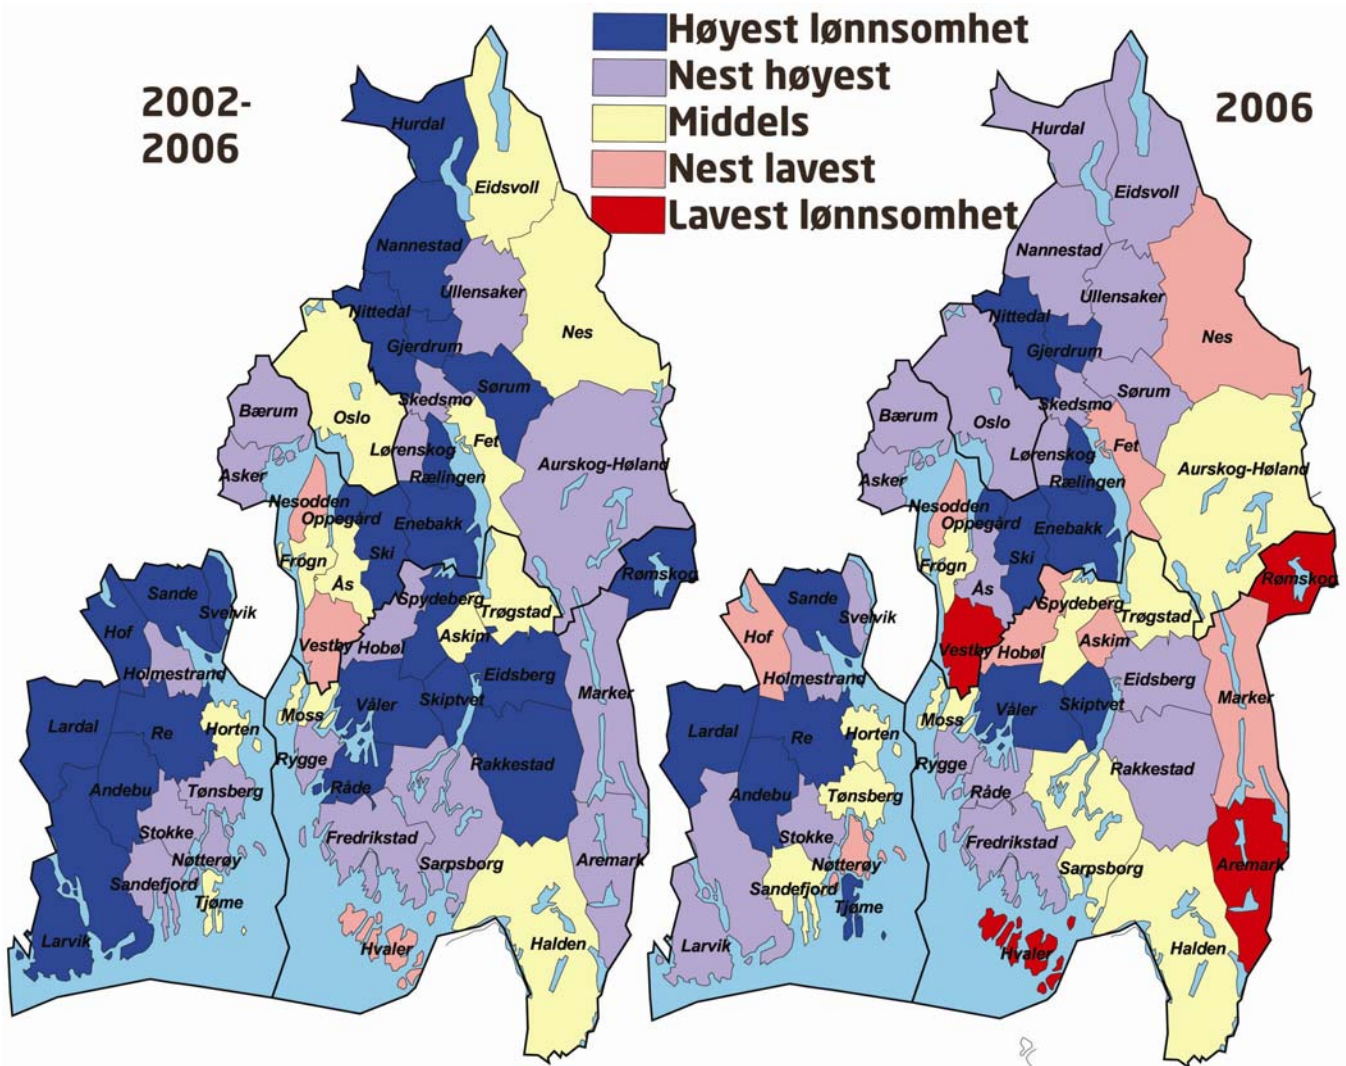 2002-
2006
Høyest lønnsomhet
Nest høyest
Middels
Nest lavest
Lavest lønnsomhet
2006
Hurdal
Eidsvoll
Nannestad
Ullensaker
Nittedal
Nes
Gjerdrum
Sørum
Skedsmo
Bærum
Oslo
Fet
Lørenskog
Asker
Aurskog-Høland
Rælingen
Nesodden
Oppegård
Enebakk
Ski
Frogn
Ås
Rømskog
Sande
Spydeberg
Svelvik
Trøgstad
Hof
Askim
Vestby
Hobøl
Holmestrand
Eidsberg
Marker
Våler
Skiptvet
Moss
Lardal
Re
Horten
Rygge
Rakkestad
Andebu
Råde
Tønsberg
Stokke
Fredrikstad
Nøtterøy
Sarpsborg
Aremark
Sandefjord
Tjøme
Larvik
Hvaler
Halden
Hurdal
Eidsvoll
Nannestad
Ullensaker
Nittedal
Nes
Gjerdrum
Sørum
Skedsmo
Bærum
Oslo
Fet
Lørenskog
Asker
Aurskog-Høland
Rælingen
Nesodden
Oppegård
Enebakk
Ski
Frogn
Ås
Rømskog
Sande
Spydeberg
Svelvik
Trøgstad
Hof
Askim
Vestby
Hobøl
Holmestrand
Eidsberg
Marker
Våler
Skiptvet
Moss
Lardal
Re
Horten
Rygge
Rakkestad
Andebu
Råde
Tønsberg
Stokke
Fredrikstad
Nøtterøy
Sarpsborg
Aremark
Sandefjord
Tjøme
Larvik
Hvaler
Halden